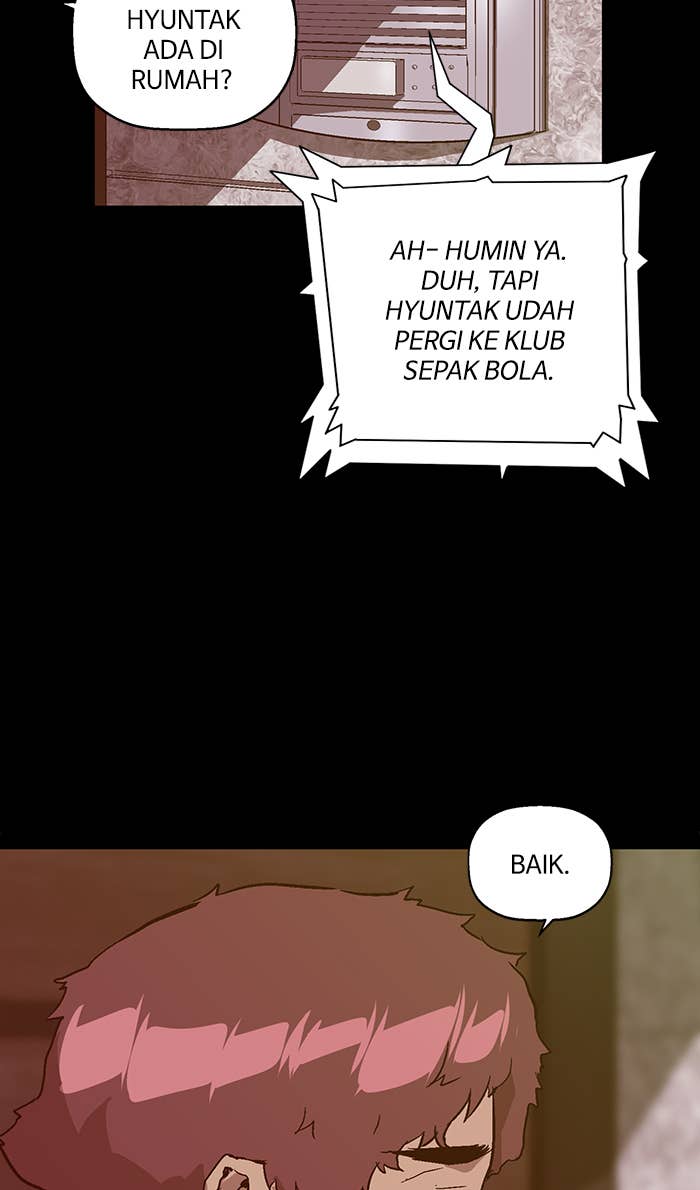 HYUNTAK
ADA DI
RUMAH?
AH- HUMIN YA.
DUH, TAPI
HYUNTAK UDAH
PERGI KE KLUB
SEPAK BOLA.
BAIK.